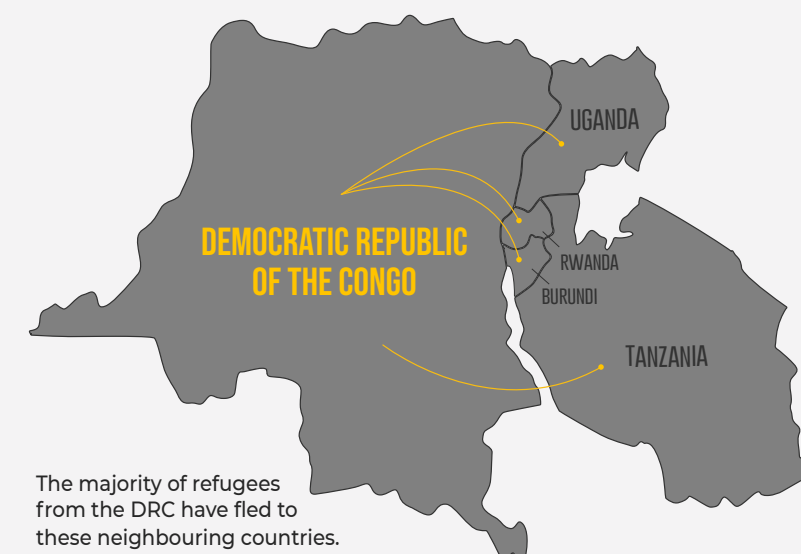 UGANDA
DEMOCRATIC REPUBLIC
OF THE CONGO
RWANDA
BURUNDI
TANZANIA
The majority of refugees
from the DRC have fled to
these neighbouring countries.